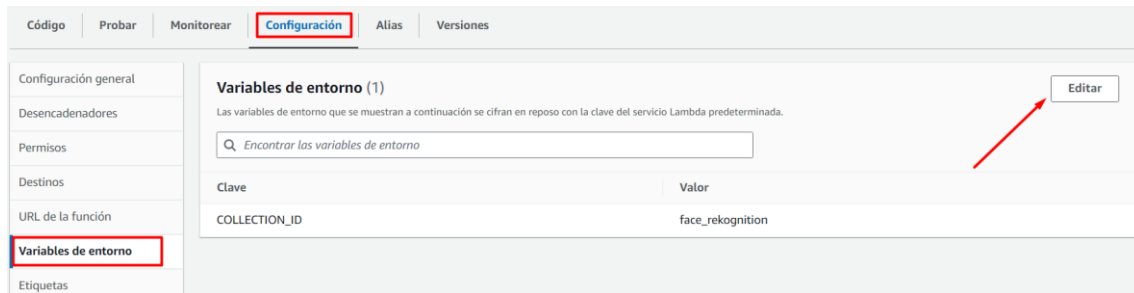 Código Probar Monitorear Configuración Alias Versiones
Configuración general
Desencadenadores
Permisos
Destinos
URL de la función
Variables de entorno
Etiquetas
Variables de entorno (1)
Editar
Las variables de entorno que se muestran a continuación se cifran en reposo con la clave del servicio Lambda predeterminada.
Encontrar las variables de entorno
Clave Valor
COLLECTION_ID face_rekognition